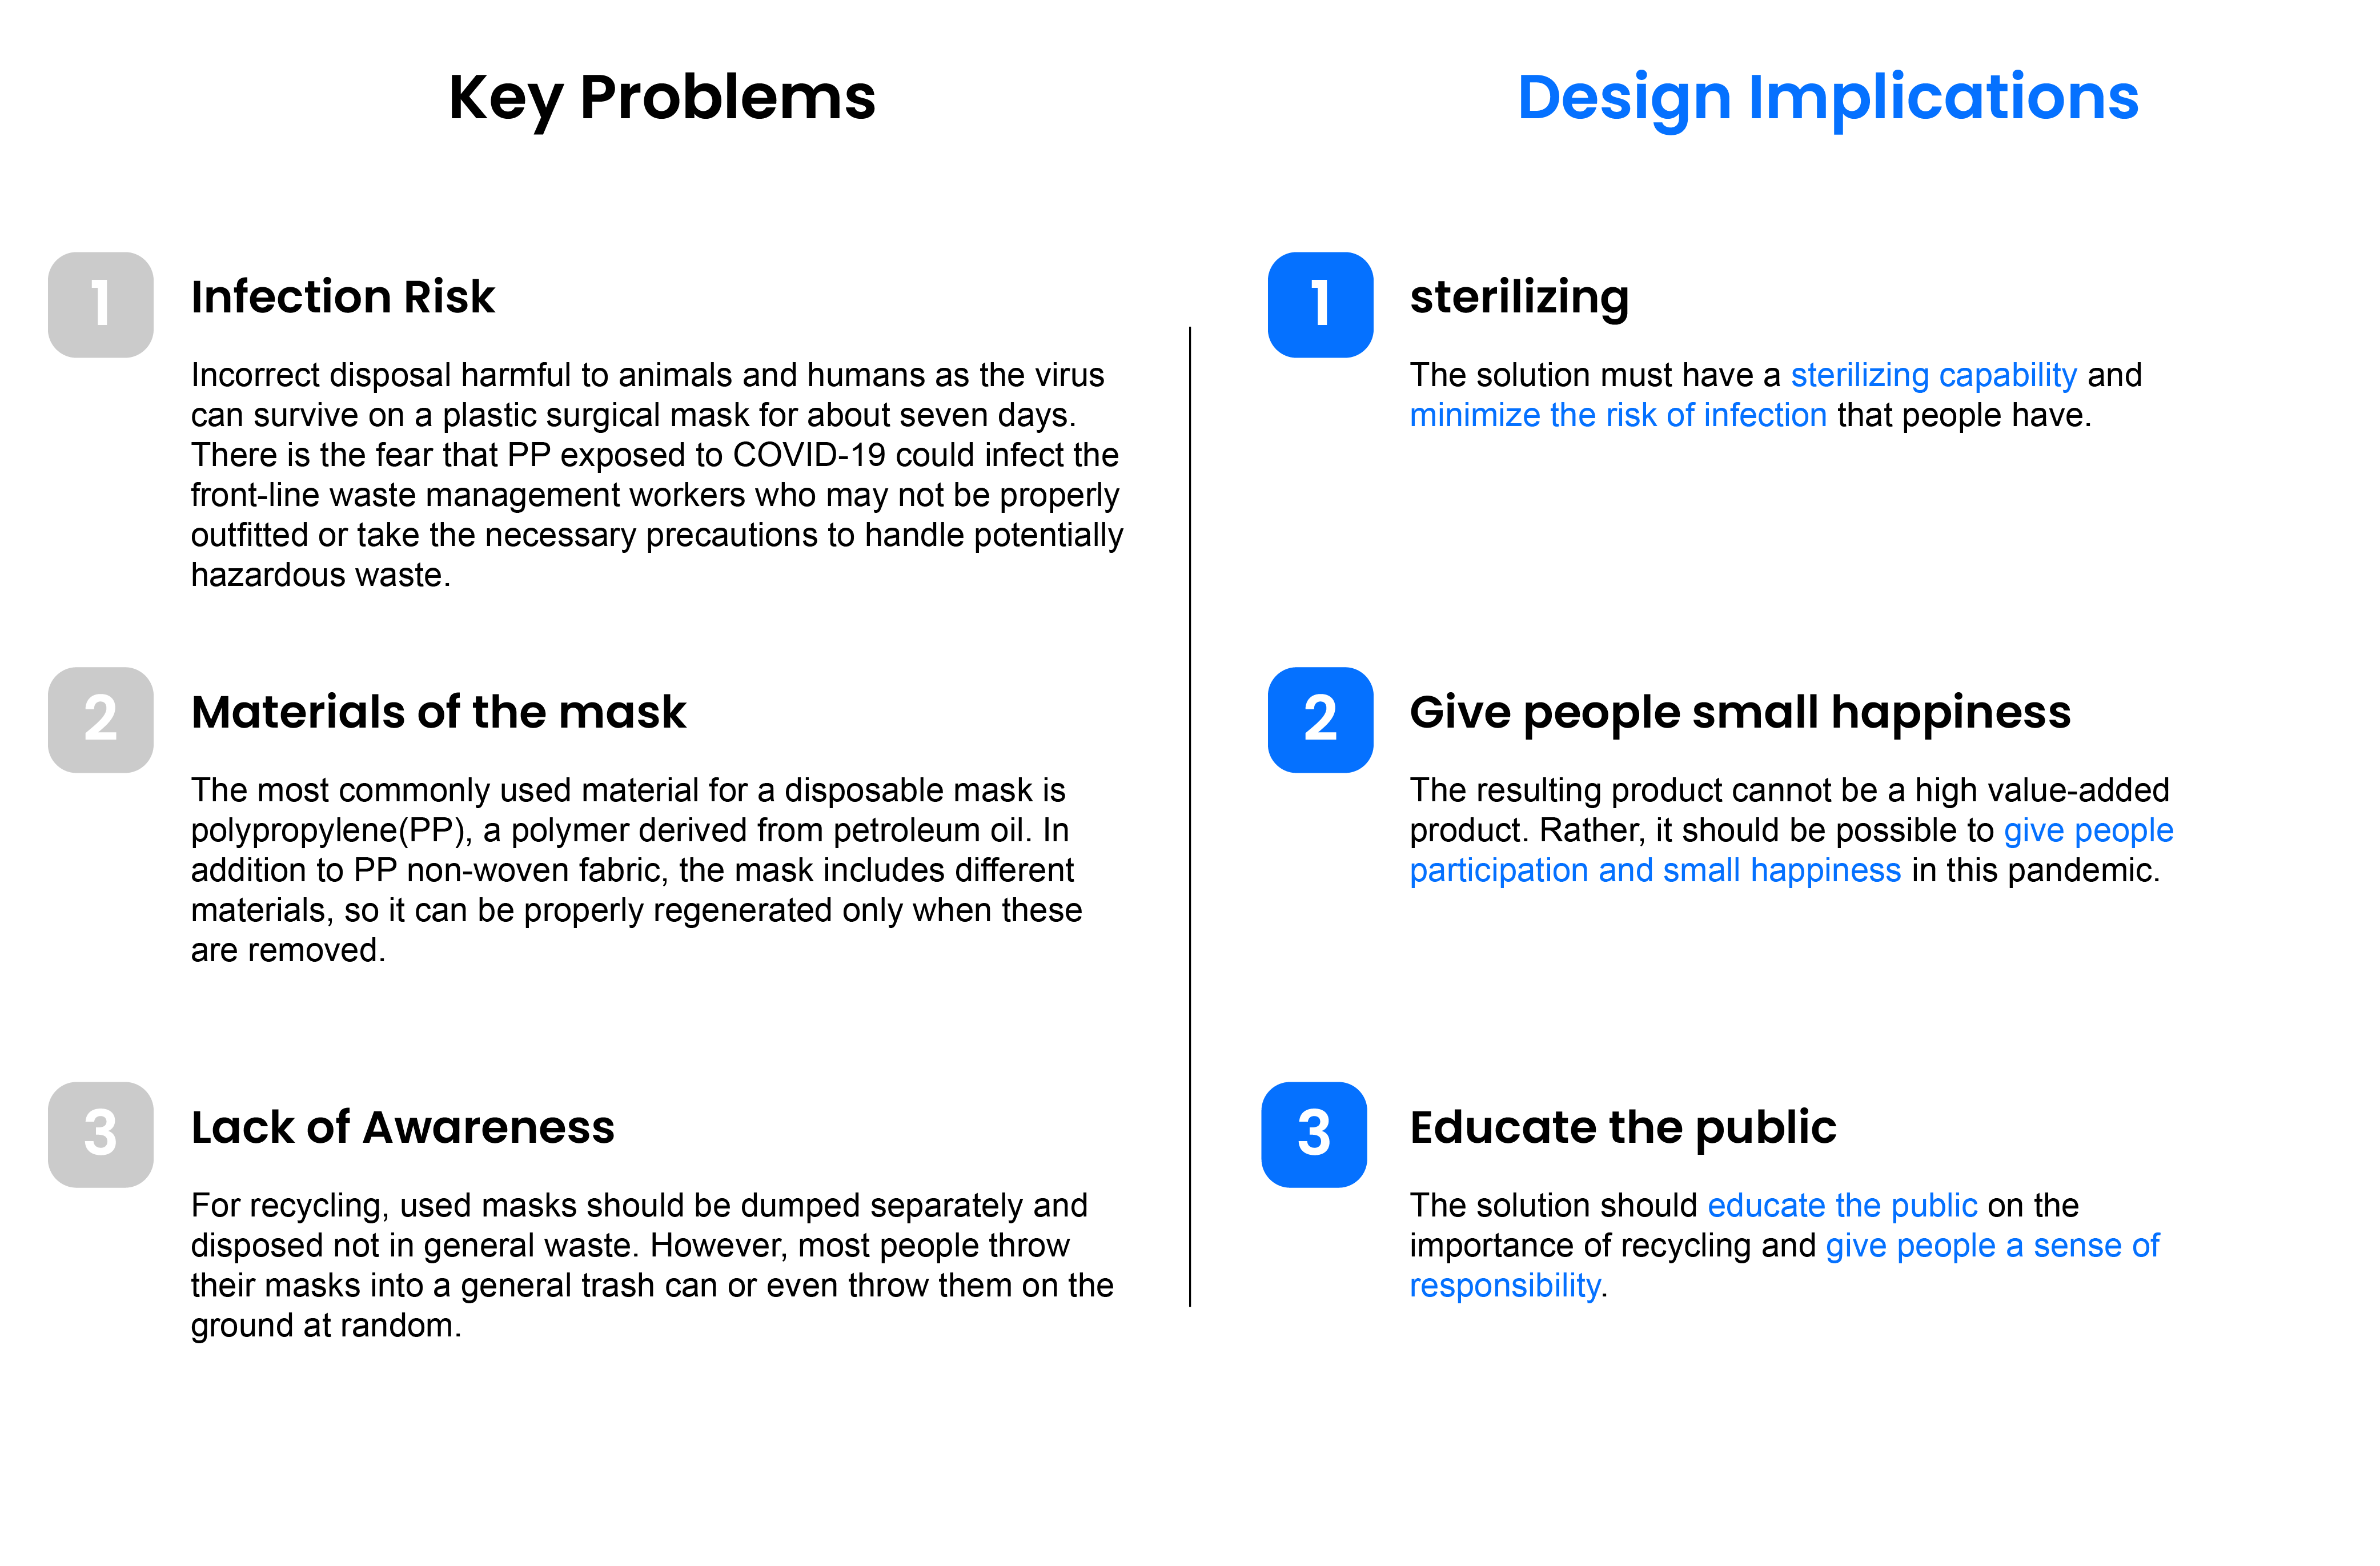 Key Problems
1
Infection Risk
Incorrect disposal harmful to animals and humans as the virus
can survive on a plastic surgical mask for about seven days.
There is the fear that PP exposed to COVID-19 could infect the
front-line waste management workers who may not be properly
outfitted or take the necessary precautions to handle potentially
hazardous waste.
2
Materials of the mask
The most commonly used material for a disposable mask is
polypropylene(PP), a polymer derived from petroleum oil. In
addition to PP non-woven fabric, the mask includes different
materials, so it can be properly regenerated only when these
are removed.
3
Lack of Awareness
For recycling, used masks should be dumped separately and
disposed not in general waste. However, most people throw
their masks into a general trash can or even throw them on the
ground at random.
Design Implications
1
sterilizing
The solution must have a sterilizing capability and
minimize the risk of infection that people have.
2
Give people small happiness
The resulting product cannot be a high value-added
product. Rather, it should be possible to give people
participation and small happiness in this pandemic.
3
Educate the public
The solution should educate the public on the
importance of recycling and give people a sense of
responsibility.